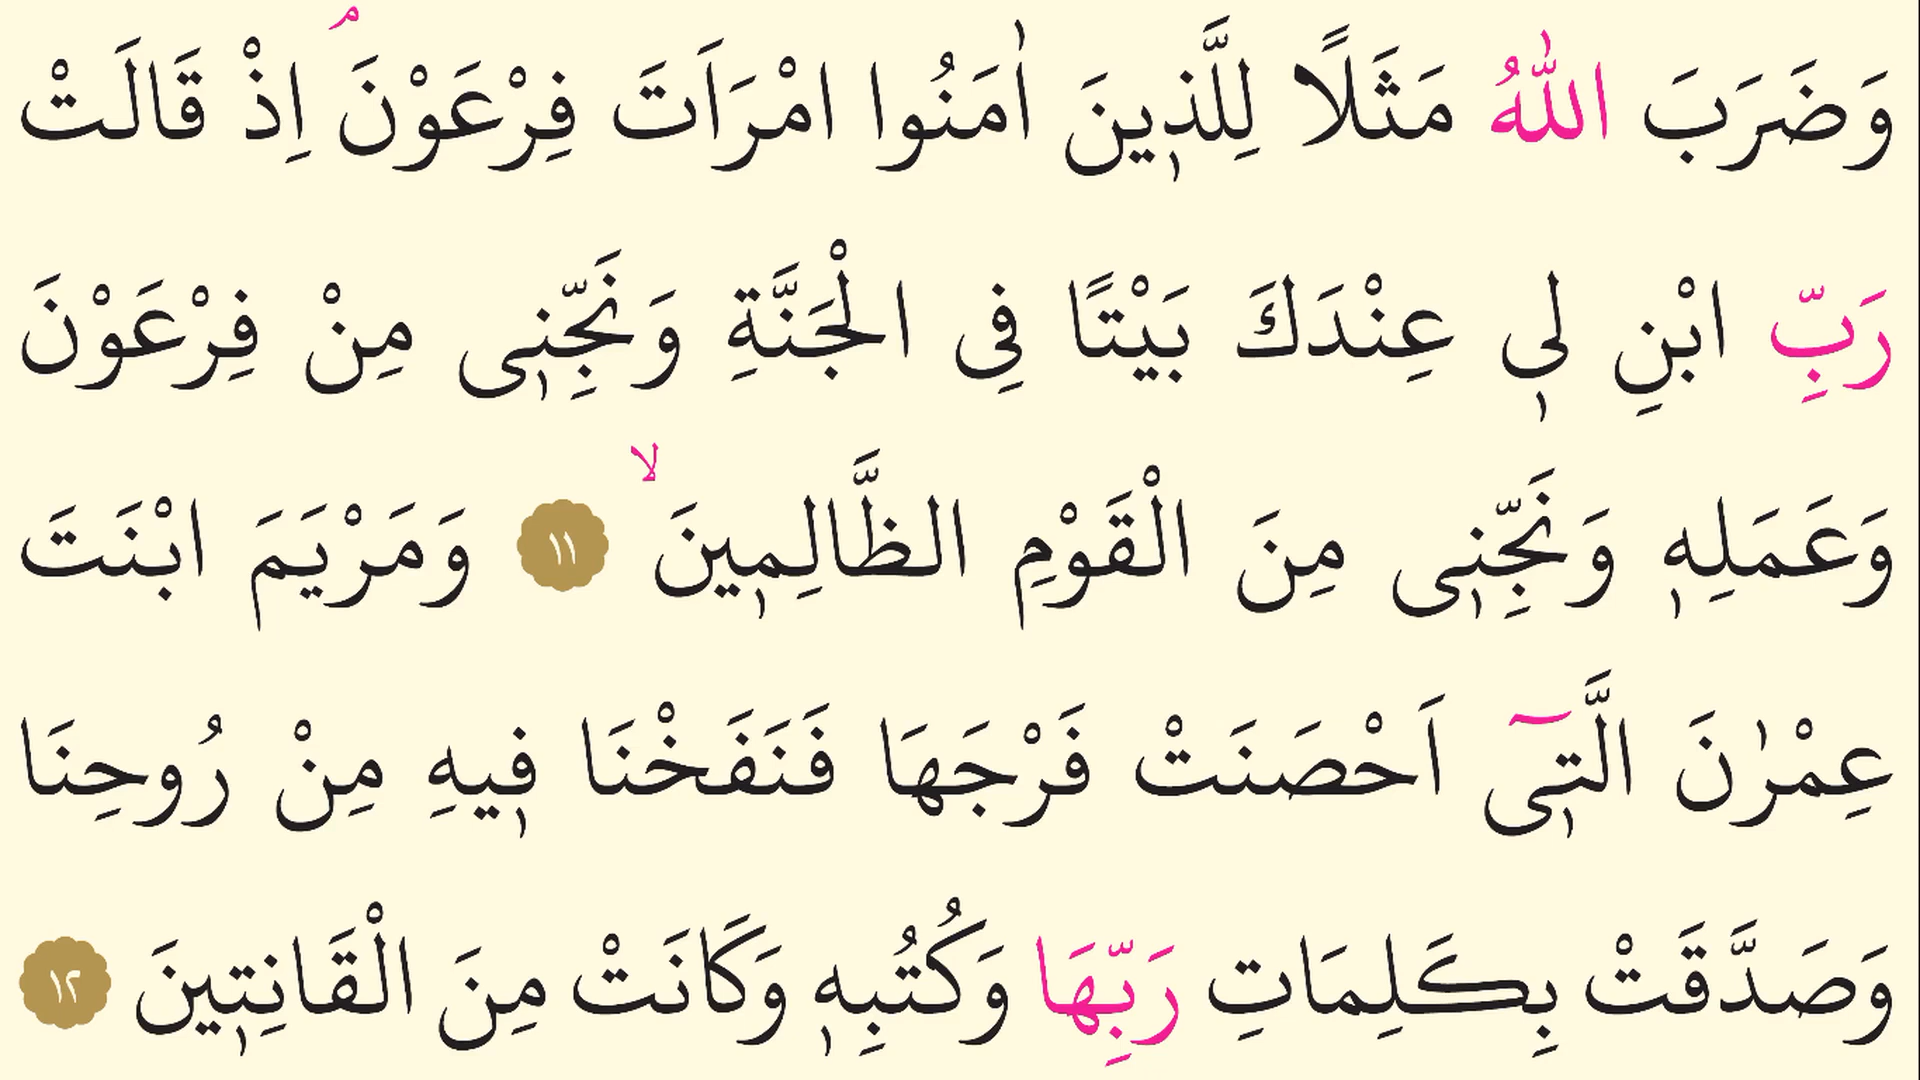 وَضَرَبَ اللّٰهُ مَثَلًا لِلَّذ۪ينَ اٰمَنُوا امْرَاَتَ فِرْعَوْنَۢ اِذْ قَالَتْ
رَبِّ ابْنِ ل۪ي عِنْدَكَ بَيْتًا فِي الْجَنَّةِ وَنَجِّن۪ي مِنْ فِرْعَوْنَ
وَعَمَلِه۪ وَنَجِّن۪ي مِنَ الْقَوْمِ الظَّالِم۪ينَۙ ١١ وَمَرْيَمَ ابْنَتَ
عِمْرٰنَ الَّت۪ٓي اَحْصَنَتْ فَرْجَهَا فَنَفَخْنَا ف۪يهِ مِنْ رُوحِنَا
وَصَدَّقَتْ بِكَلِمَاتِ رَبِّهَا وَكُتُبِه۪ وَكَانَتْ مِنَ الْقَانِت۪ينَ ١٢